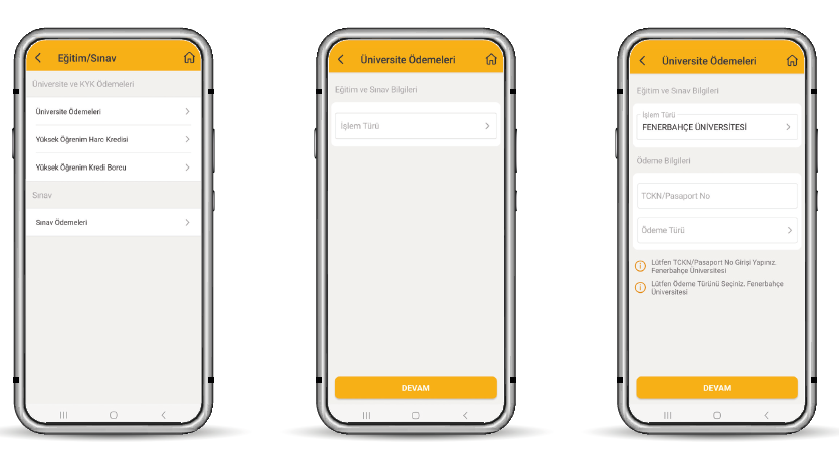 Eğitim/Sınav
Üniversite ve KYK Ödemeleri
Üniversite Ödemeleri
Yüksek Öğrenim Harc Kredisi
Yüksek Öğrenim Kredi Borcu
Sınav
Sınav Ödemeleri
Üniversite Ödemeleri
Eğitim ve Sınav Bilgileri
İşlem Türü
DEVAM
Üniversite Ödemeleri
Eğitim ve Sınav Bilgileri
İşlem Türü
FENERBAHÇE ÜNİVERSİTESİ
Ödeme Bilgileri
TCKN/Pasaport No
Ödeme Türü
Lütfen TCKN/Pasaport No Girişi Yapınız.
Fenerbahçe Üniversitesi
Lütfen Ödeme Türünü Seçiniz. Fenerbahçe
Üniversitesi
DEVAM